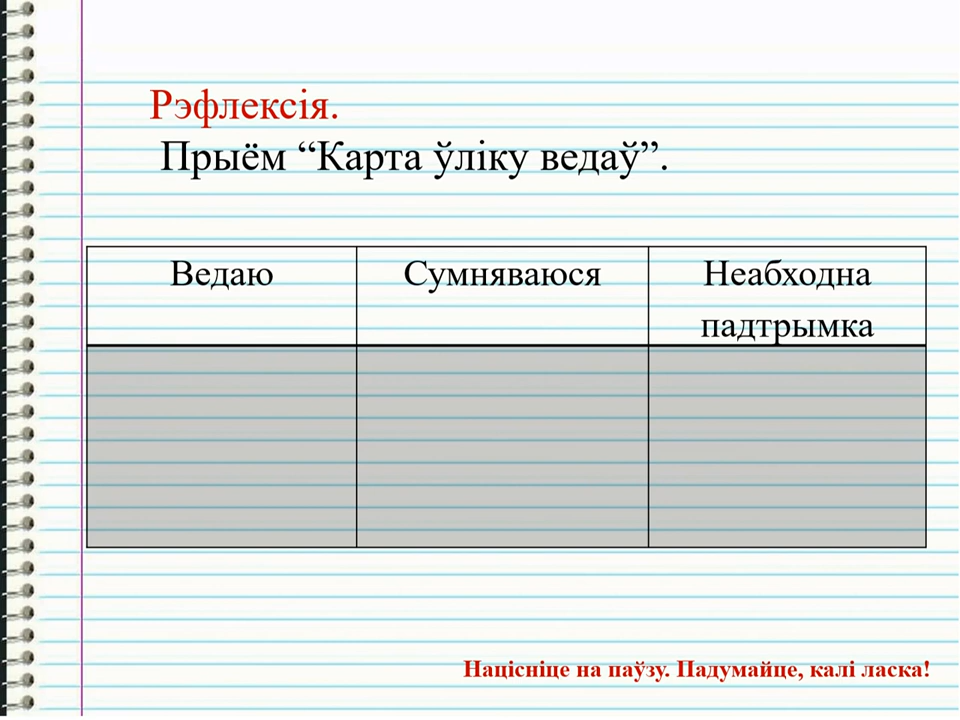 Рэфлексія.
Прыём “Карта ўліку ведаў”.
Ведаю
Сумняваюся
Неабходна
падтрымка
Націсніце на паўзу. Падумайце, калі ласка!